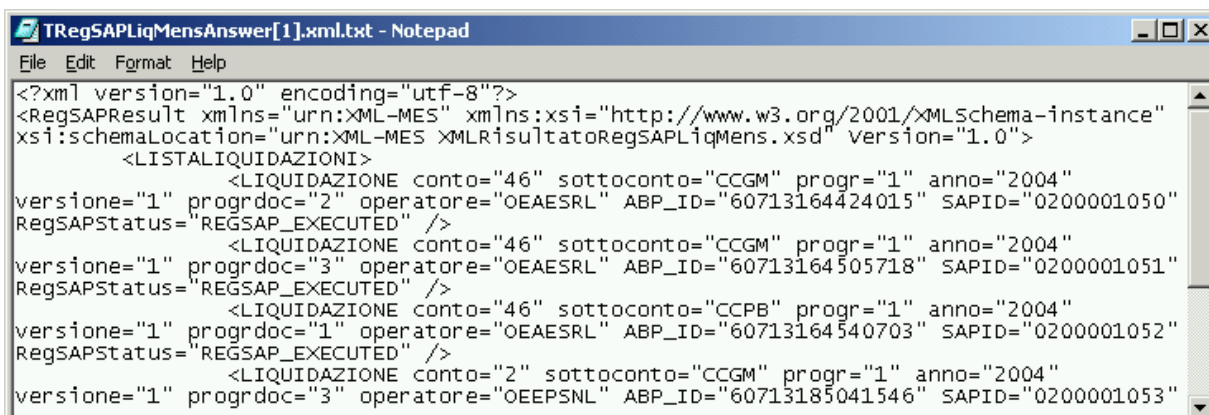 TRegSAPLiqMensAnswer[1].xml.txt - Notepad
File Edit Format Help
<?xml version="1.0" encoding="utf-8"?>
<RegSAPResult xmlns="urn:XML-MES" xmlns:xsi="http://www.w3.org/2001/XMLSchema-instance"
xsi:schemaLocation="urn:XML-MES XMLRisultatoRegSAPLiqMens.xsd" Version="1.0">
<LISTALIQUIDAZIONI>
<LIQUIDAZIONE conto="46" sottoconto="CCGM" progr="1" anno="2004"
versione="1" progrdoc="2" operatore="OEAESRL" ABP_ID="60713164424015" SAPID="0200001050"
RegSAPStatus="REGSAP_EXECUTED" />
<LIQUIDAZIONE conto="46" sottoconto="CCGM" progr="1" anno="2004"
versione="1" progrdoc="3" operatore="OEAESRL" ABP_ID="60713164505718" SAPID="0200001051"
RegSAPStatus="REGSAP_EXECUTED" />
<LIQUIDAZIONE conto="46" sottoconto="CCPB" progr="1" anno="2004"
versione="1" progrdoc="1" operatore="OEAESRL" ABP_ID="60713164540703" SAPID="0200001052"
RegSAPStatus="REGSAP_EXECUTED" />
<LIQUIDAZIONE conto="2" sottoconto="CCGM" progr="1" anno="2004"
versione="1" progrdoc="3" operatore="OEEPSNL" ABP_ID="60713185041546" SAPID="0200001053"